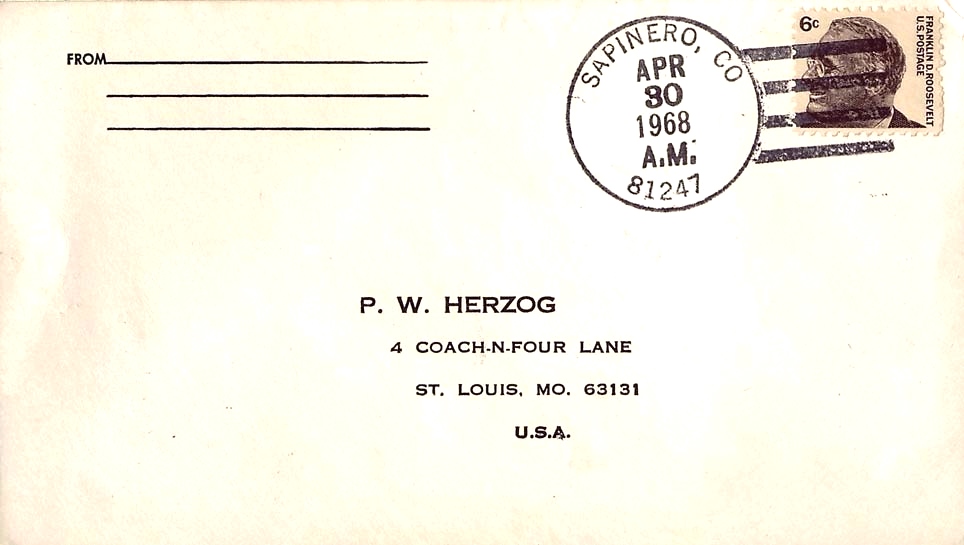 FROM
SAPINERO, CO
APR
30
1968
A.M.
81247
6c
FRANKLIN D. ROOSEVELT
U.S. POSTAGE
P. W. HERZOG
4 COACH-N-FOUR LANE
ST. LOUIS, MO. 63131
U.S.A.